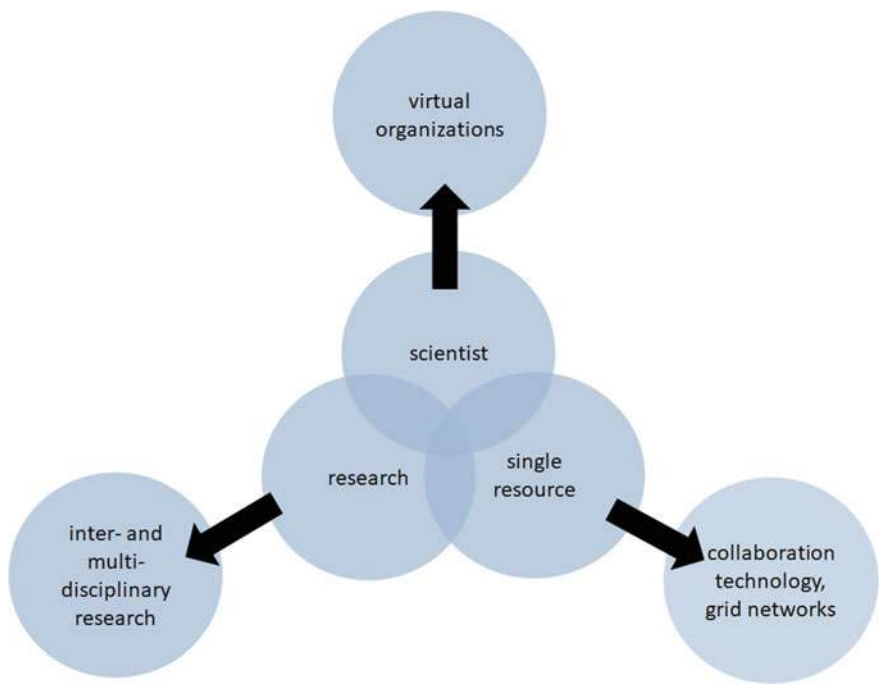 virtual
organizations
scientist
research
single
resource
inter- and
multi-
disciplinary
research
collaboration
technology,
grid networks